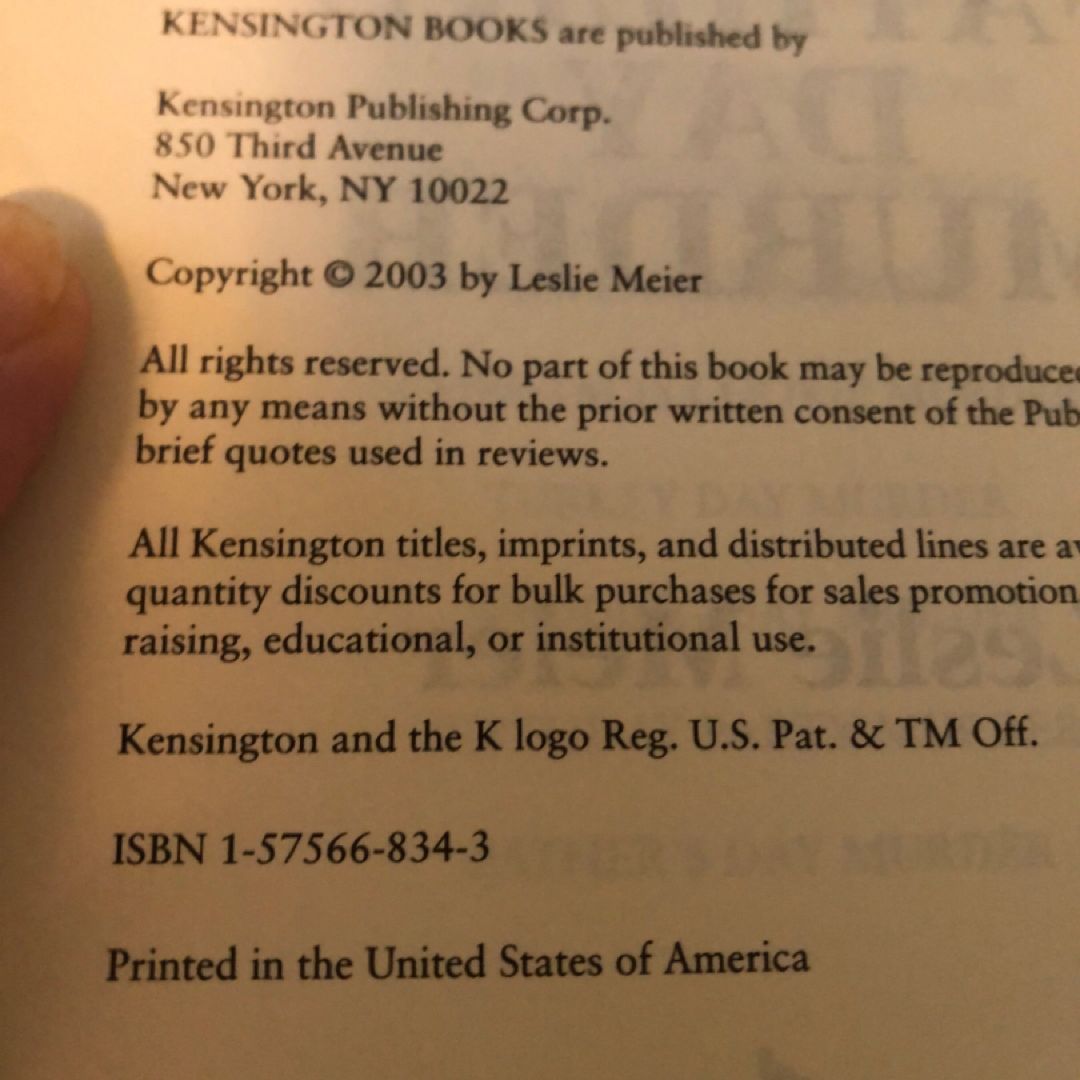 KENSINGTON BOOKS are published by
Kensington Publishing Corp.
850 Third Avenue
New York, NY 10022
Copyright © 2003 by Leslie Meier
All rights reserved. No part of this book may be reproduced
by any means without the prior written consent of the Pub
brief quotes used in reviews.
All Kensington titles, imprints, and distributed lines are av
quantity discounts for bulk purchases for sales promotion
raising, educational, or institutional use.
Kensington and the K logo Reg. U.S. Pat. & TM Off.
ISBN 1-57566-834-3
Printed in the United States of America